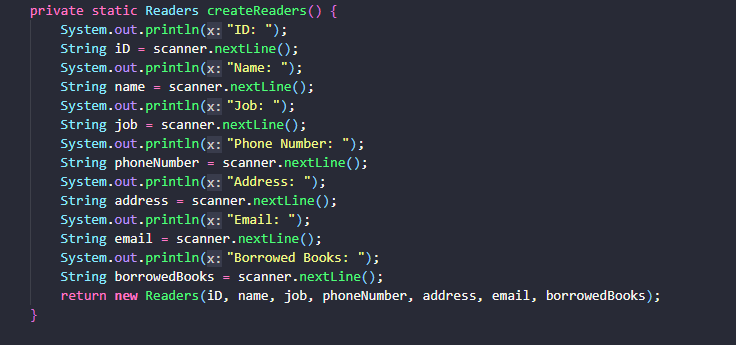 private static Readers createReaders() {
System.out.println(x: "ID: ");
String iD = scanner.nextLine();
System.out.println(x: "Name: ");
String name = scanner.nextLine();
System.out.println(x: "Job: ");
String job = scanner.nextLine();
System.out.println(x: "Phone Number: ");
String phoneNumber = scanner.nextLine();
System.out.println(x: "Address: ");
String address = scanner.nextLine();
System.out.println(x: "Email: ");
String email = scanner.nextLine();
System.out.println(x: "Borrowed Books: ");
String borrowedBooks = scanner.nextLine();
return new Readers(iD, name, job, phoneNumber, address, email, borrowedBooks);
}